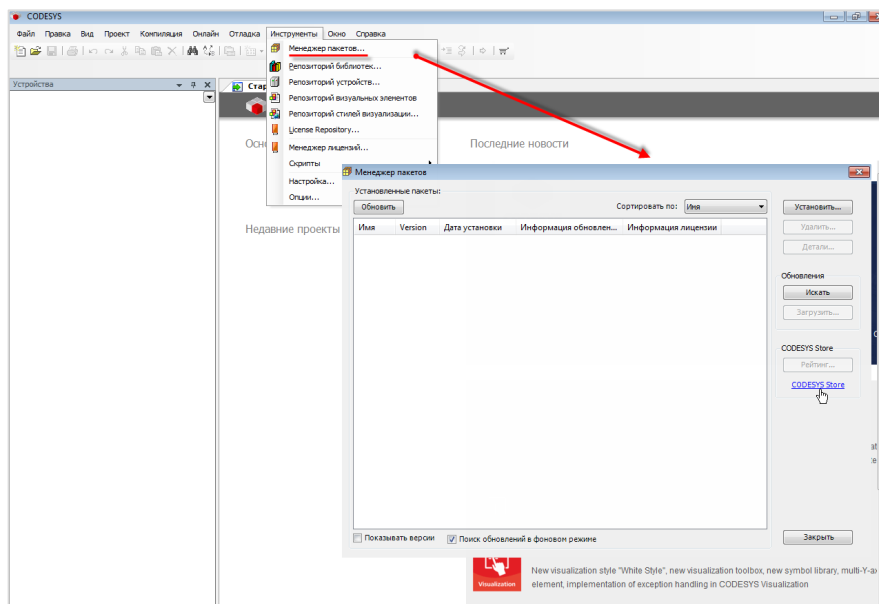 CODESYS
Файл Правка Вид Проект Компиляция Онлайн Отладка Инструменты Окно Справка
Менеджер пакетов...
Репозиторий библиотек...
Репозиторий устройств...
Репозиторий визуальных элементов
Репозиторий стилей визуализации...
License Repository...
Менеджер лицензий...
Скрипты
Настройка...
Опции...
Устройства
Стар
Осн
Последние новости
Недавние проекты
Менеджер пакетов
Установленные пакеты:
Обновить
Сортировать по: Имя
Имя Version Дата установки Информация обновлен... Информация лицензии
Установить...
Удалить...
Детали...
Обновления
Искать
Загрузить...
CODESYS Store
Рейтинг...
CODESYS Store
Показывать версии
Поиск обновлений в фоновом режиме
Закрыть
Visualization
New visualization style "White Style", new visualization toolbox, new symbol library, multi-Y-ax
element, implementation of exception handling in CODESYS Visualization